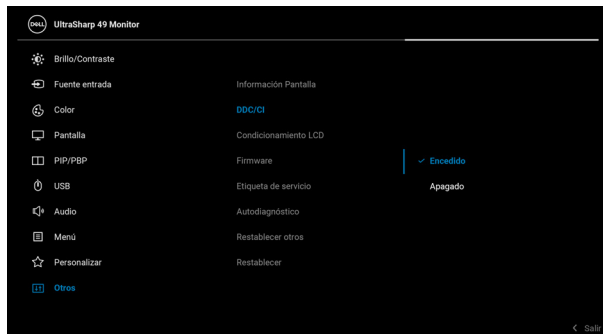 DELL UltraSharp 49 Monitor
Brillo/Contraste
Fuente entrada
Color
Pantalla
PIP/PBP
USB
Audio
Menú
Personalizar
Otros
Información Pantalla
DDC/CI
Condicionamiento LCD
Firmware
Etiqueta de servicio
Autodiagnóstico
Restablecer otros
Restablecer
Encedido
Apagado
Salir